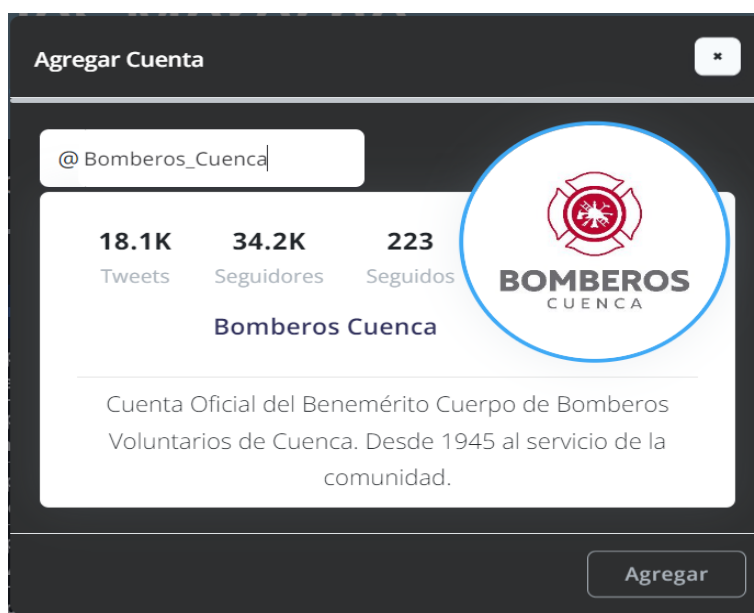 Agregar Cuenta
@ Bomberos_Cuenca
18.1K 34.2K 223
Tweets Seguidores Seguidos
BOMBEROS
CUENCA
Bomberos Cuenca
Cuenta Oficial del Benemérito Cuerpo de Bomberos
Voluntarios de Cuenca. Desde 1945 al servicio de la
comunidad.
Agregar